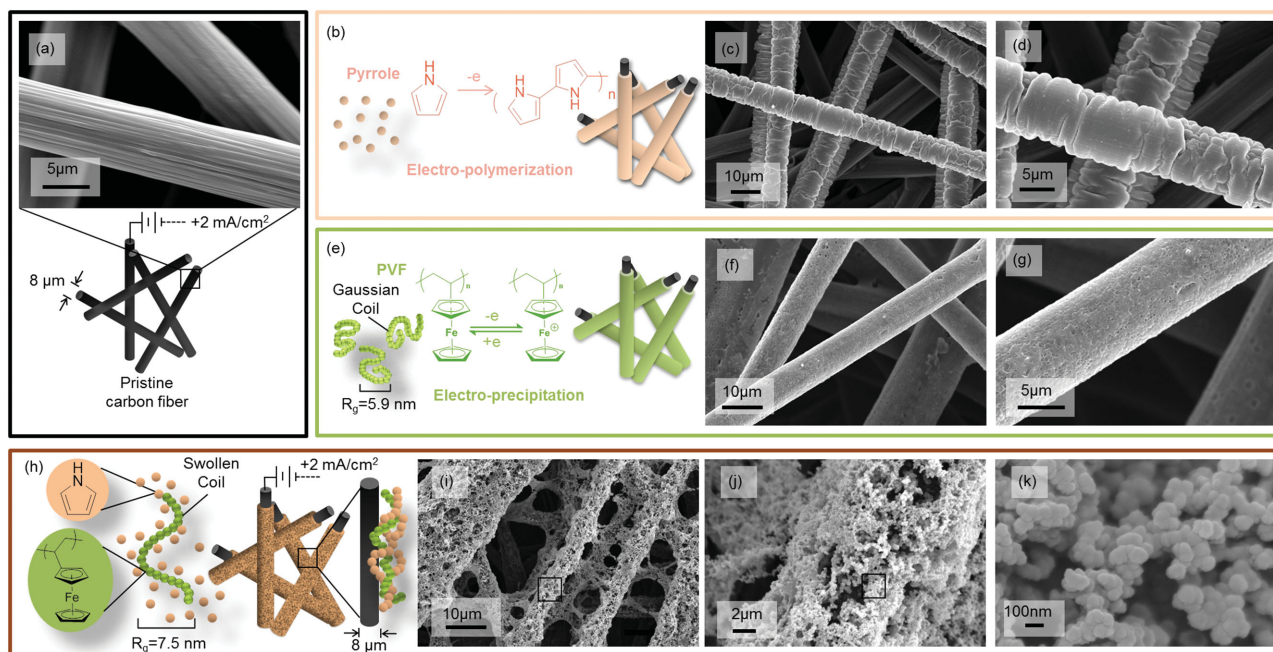 (a)
5μm
+2 mA/cm²
8 μm
Pristine
carbon fiber
(b)
Pyrrole
H
N
-e
H
N
N
H
n
Electro-polymerization
(c)
10μm
(d)
5μm
(e)
PVF
Gaussian
Coil
n
Fe
-e
+e
n
Fe
⊕
Rg=5.9 nm
Electro-precipitation
(f)
10μm
(g)
5μm
(h)
H
N
Fe
Swollen
Coil
Rg=7.5 nm
+2 mA/cm²
8 μm
(i)
10μm
(j)
2μm
(k)
100nm